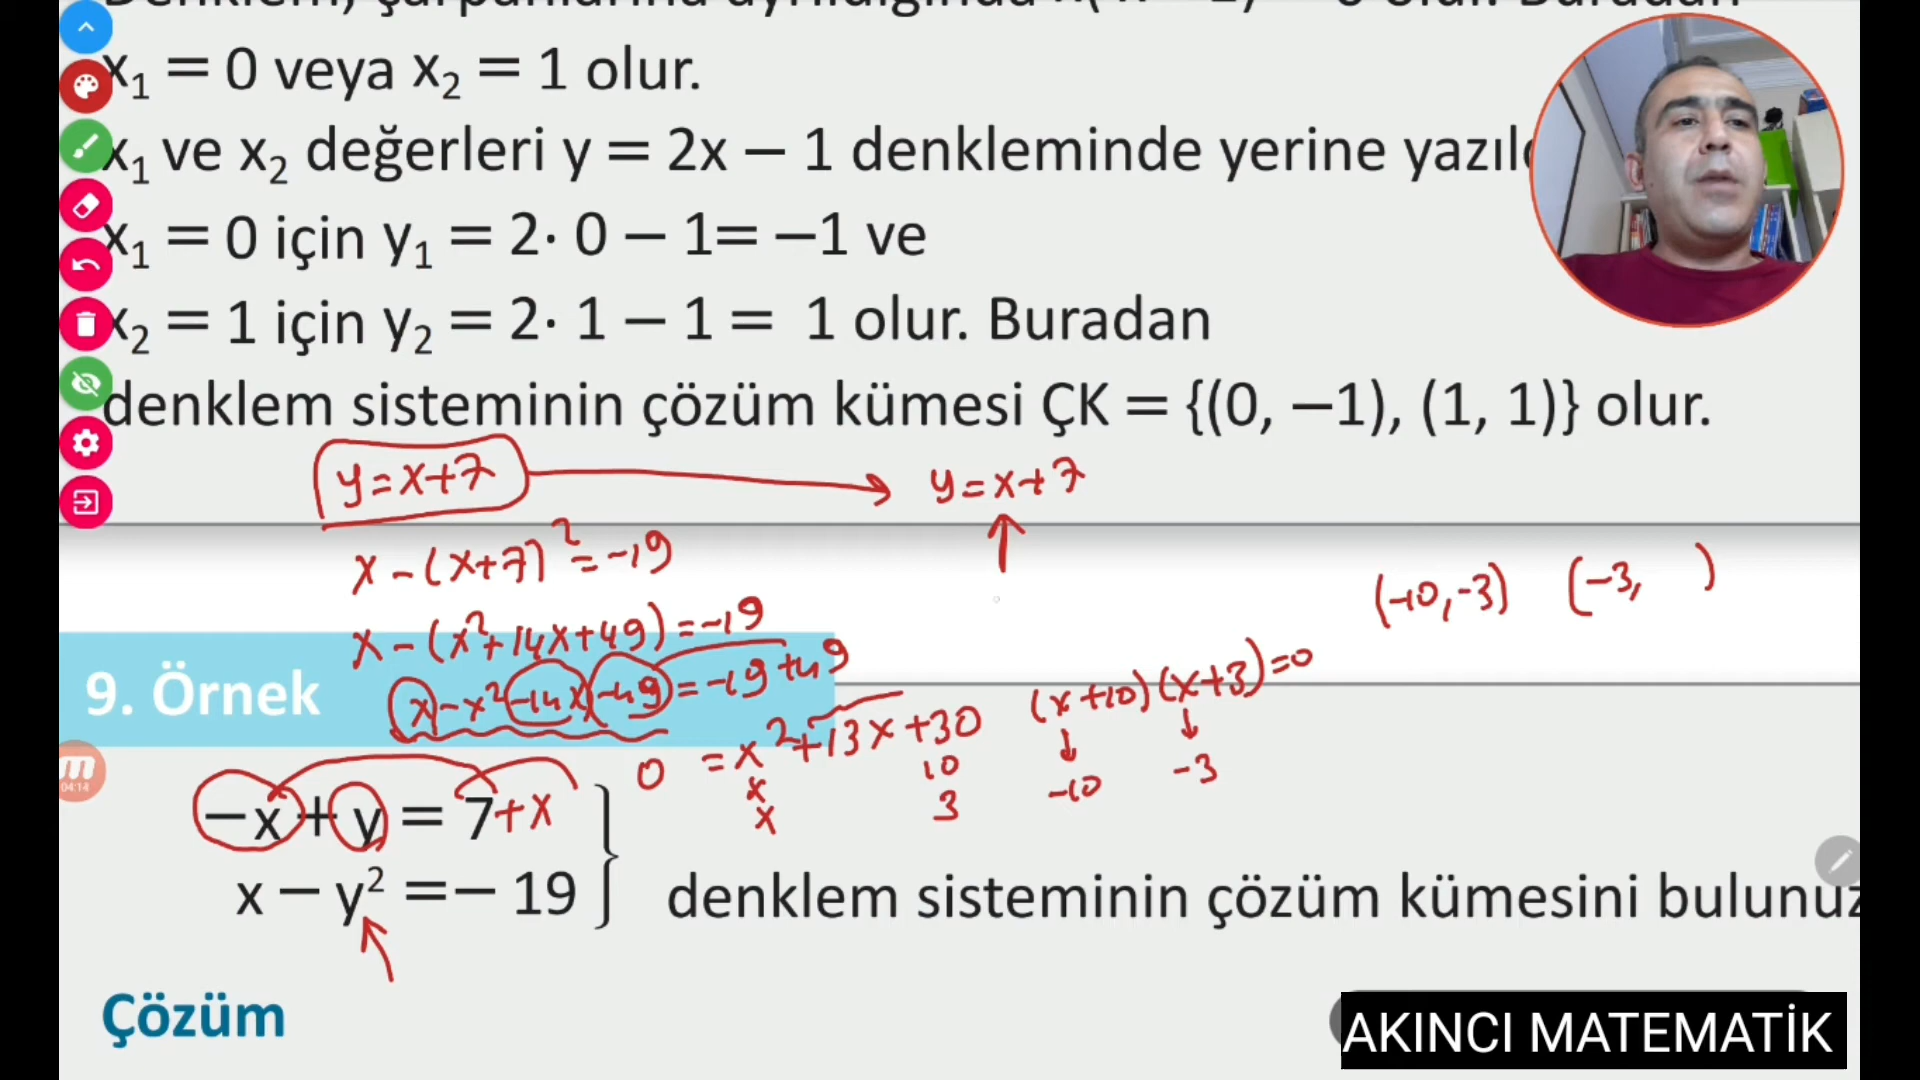 x₁ = 0 veya x₂ = 1 olur.
x₁ ve x₂ değerleri y = 2x − 1 denkleminde yerine
x₁ = 0 için y₁ = 2· 0 − 1= −1 ve
x₂ = 1 için y₂ = 2· 1 − 1 = 1 olur. Buradan
denklem sisteminin çözüm kümesi ÇK = {(0, −1), (1, 1)} olur.
y=x+7
y=x+7
x-(x+7)²=-19
(-10,-3) (-3, )
x-(x²+14x+49)=-19
x-x²-14x-49=-19+49
0 =x²+13x+30
(x+10)(x+3)=0
x 10
x 3
-10 -3
9. Örnek
04:14
−x+y = 7+x
x − y² =− 19
denklem sisteminin çözüm kümesini bulunuz
Çözüm
AKINCI MATEMATİK